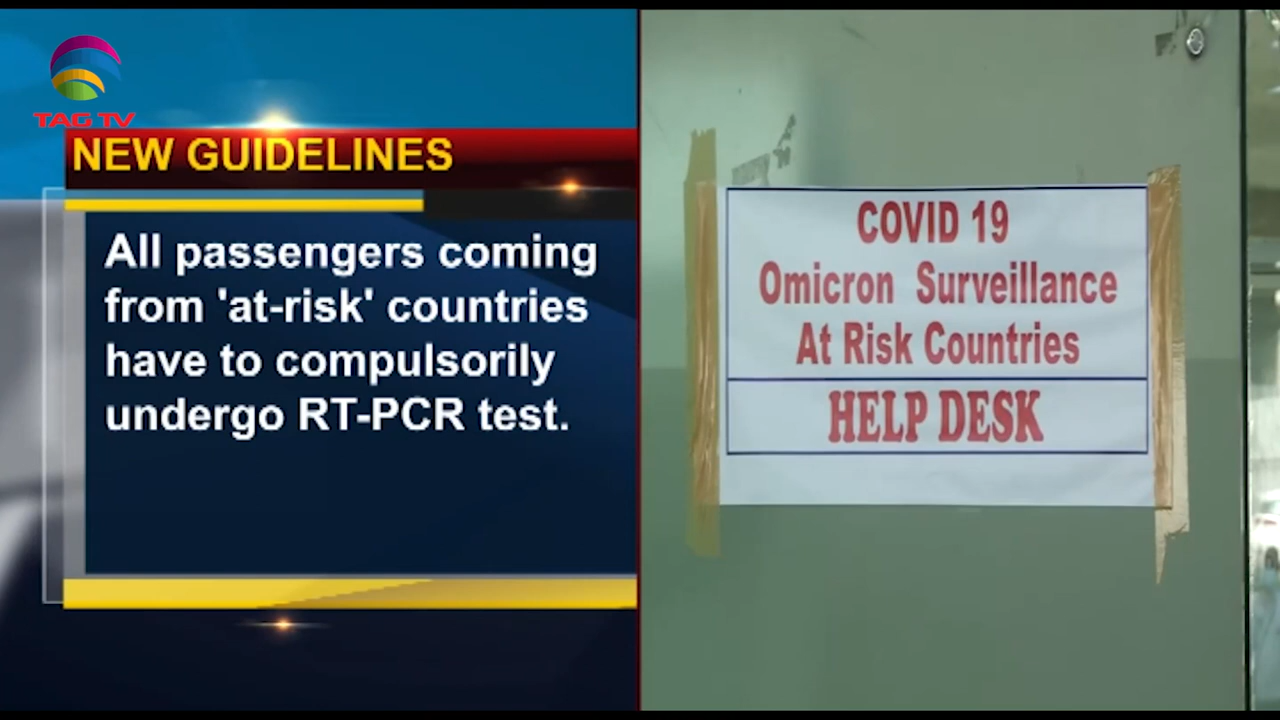 TAG TV
NEW GUIDELINES
All passengers coming
from 'at-risk' countries
have to compulsorily
undergo RT-PCR test.
COVID 19
Omicron Surveillance
At Risk Countries
HELP DESK